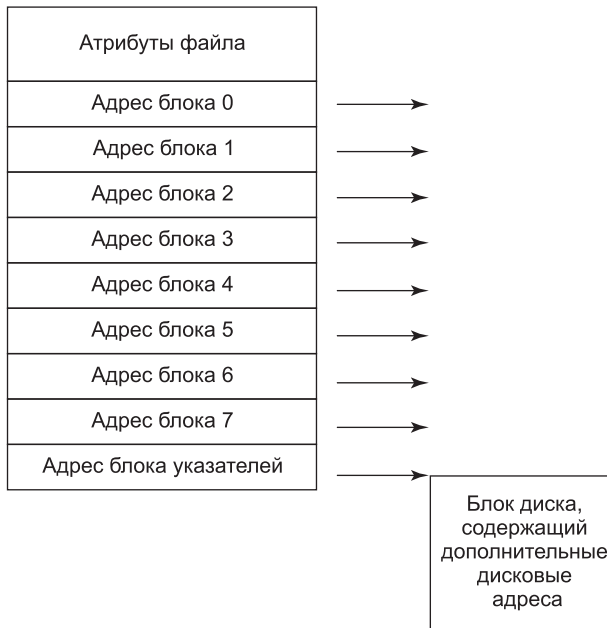 Атрибуты файла
Адрес блока 0
Адрес блока 1
Адрес блока 2
Адрес блока 3
Адрес блока 4
Адрес блока 5
Адрес блока 6
Адрес блока 7
Адрес блока указателей
Блок диска,
содержащий
дополнительные
дисковые
адреса